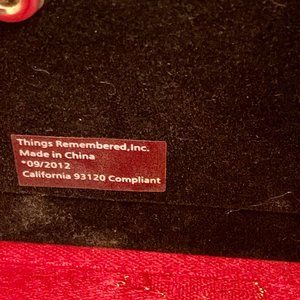 Things Remembered,Inc.
Made in China
*09/2012
California 93120 Compliant